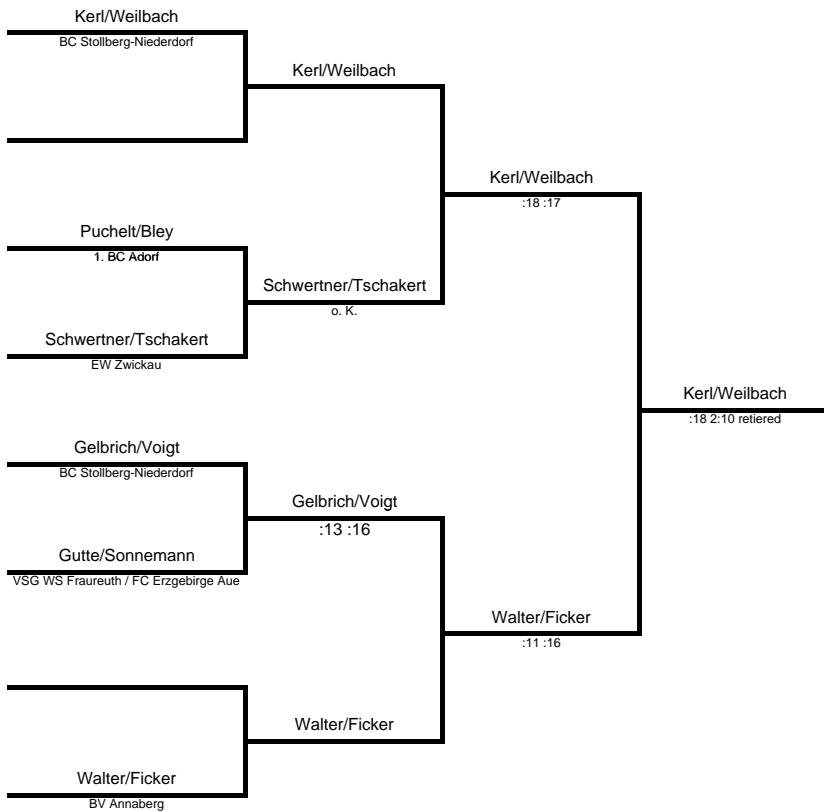 Kerl/Weilbach
BC Stollberg-Niederdorf
Kerl/Weilbach
Kerl/Weilbach
:18 :17
Puchelt/Bley
1. BC Adorf
Schwertner/Tschakert
o. K.
Schwertner/Tschakert
EW Zwickau
Kerl/Weilbach
:18 2:10 retiered
Gelbrich/Voigt
BC Stollberg-Niederdorf
Gelbrich/Voigt
:13 :16
Gutte/Sonnemann
VSG WS Fraureuth / FC Erzgebirge Aue
Walter/Ficker
:11 :16
Walter/Ficker
Walter/Ficker
BV Annaberg